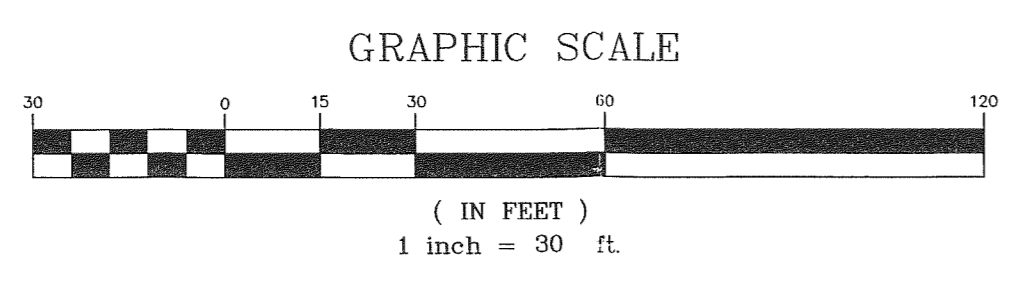 GRAPHIC SCALE
30 0 15 30 60 120
( IN FEET )
1 inch = 30 ft.